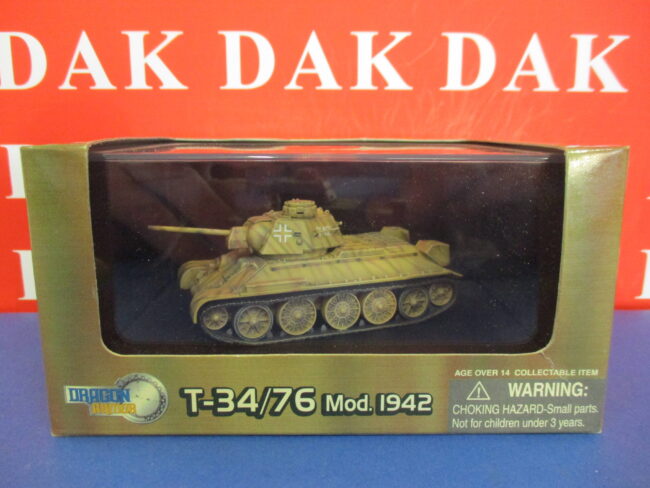 DAK DAK DAK
AGE OVER 14 COLLECTABLE ITEM
DRAGON
ARMOR
T-34/76 Mod. 1942
WARNING:
CHOKING HAZARD-Small parts.
Not for children under 3 years.